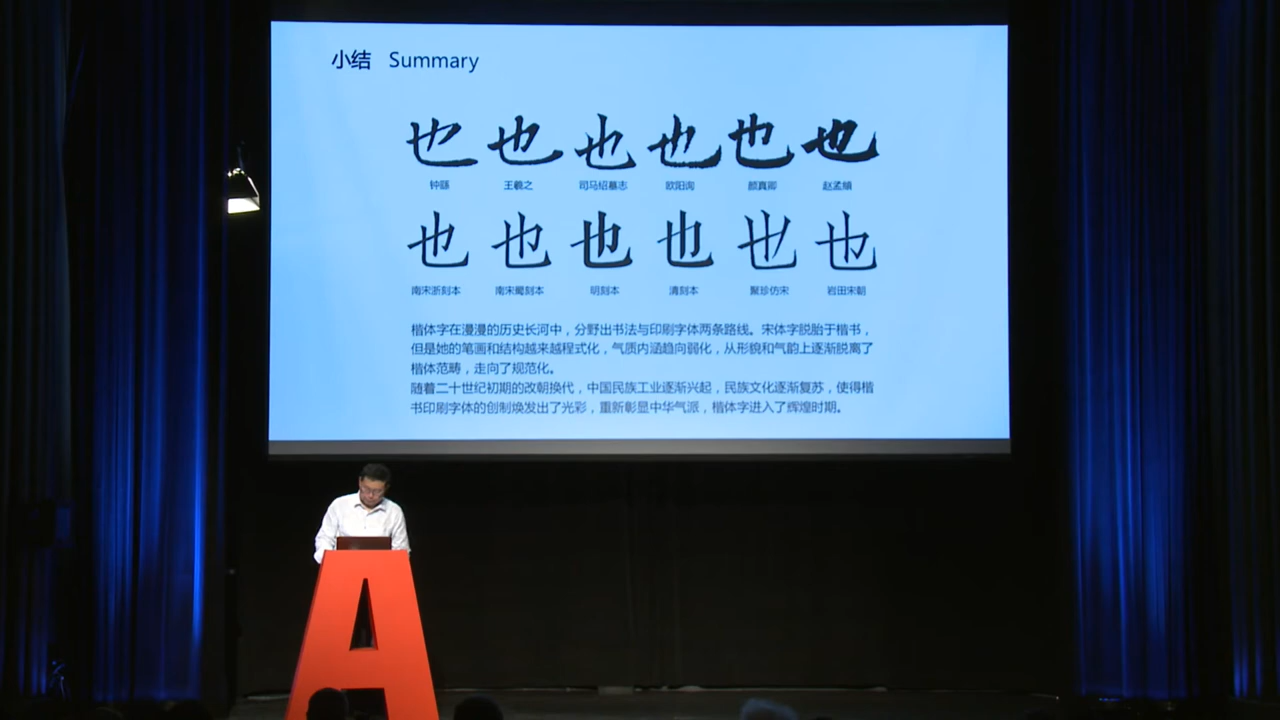 小结 Summary
也 也 也 也 也 也
钟繇 王羲之 司马绍墓志 欧阳询 颜真卿 赵孟頫
也 也 也 也 也 也
南宋浙刻本 南宋蜀刻本 明刻本 清刻本 聚珍仿宋 岩田宋朝
楷体字在漫漫的历史长河中，分野出书法与印刷字体两条路线。宋体字脱胎于楷书，
但是她的笔画和结构越来越程式化，气质内涵趋向弱化，从形貌和气韵上逐渐脱离了
楷体范畴，走向了规范化。
随着二十世纪初期的改朝换代，中国民族工业逐渐兴起，民族文化逐渐复苏，使得楷
书印刷字体的创制焕发出了光彩，重新彰显中华气派，楷体字进入了辉煌时期。
A